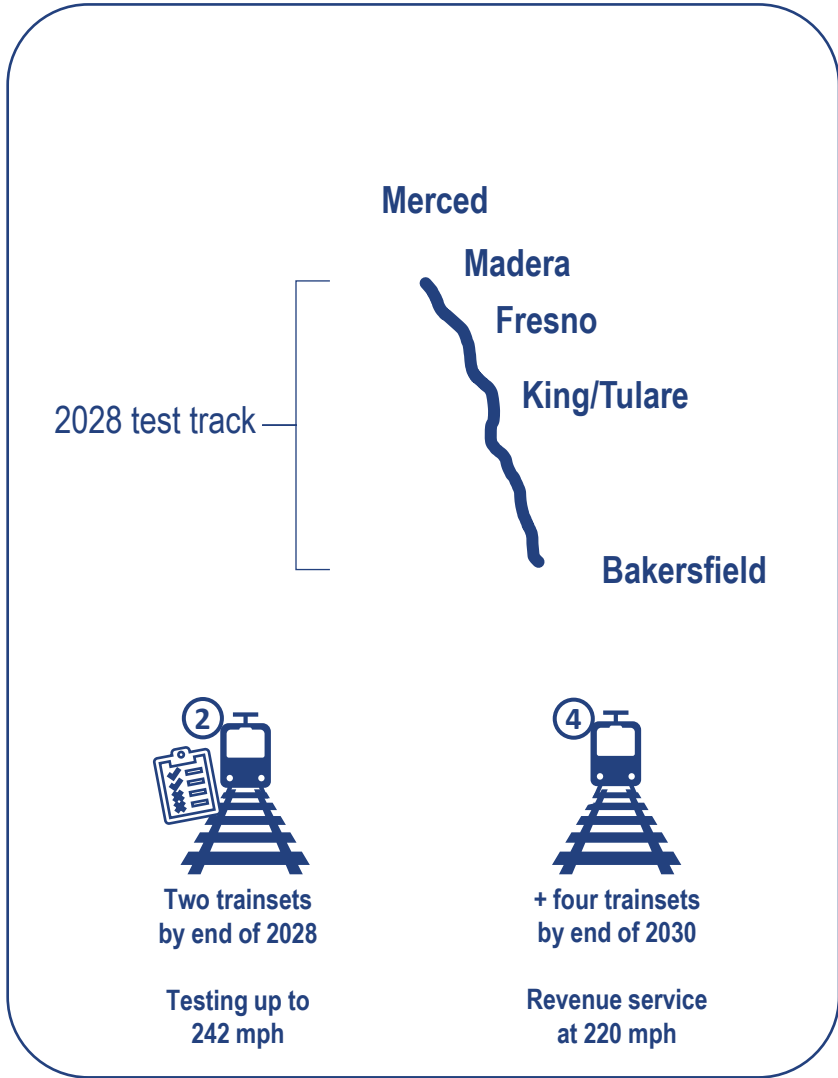 Merced
Madera
Fresno
King/Tulare
2028 test track
Bakersfield
2
4
Two trainsets
by end of 2028
+ four trainsets
by end of 2030
Testing up to
242 mph
Revenue service
at 220 mph